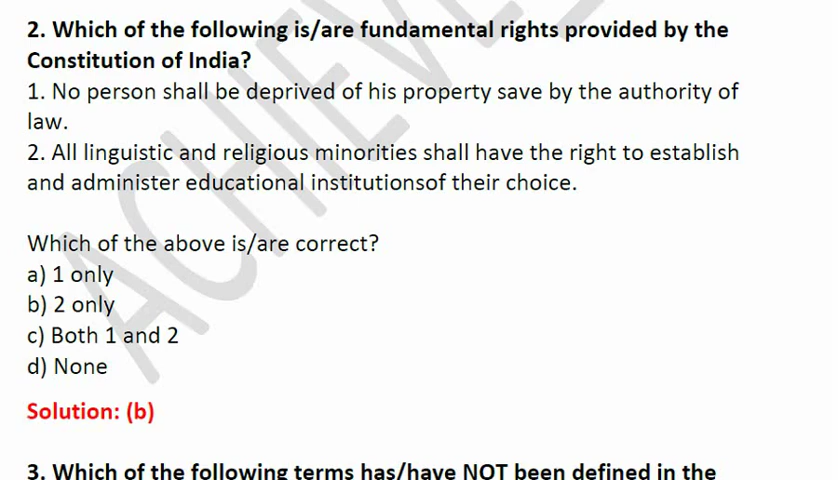 2. Which of the following is/are fundamental rights provided by the
Constitution of India?
1. No person shall be deprived of his property save by the authority of
law.
2. All linguistic and religious minorities shall have the right to establish
and administer educational institutionsof their choice.
Which of the above is/are correct?
a) 1 only
b) 2 only
c) Both 1 and 2
d) None
Solution: (b)
3. Which of the following terms has/have NOT been defined in the
ACHIEV